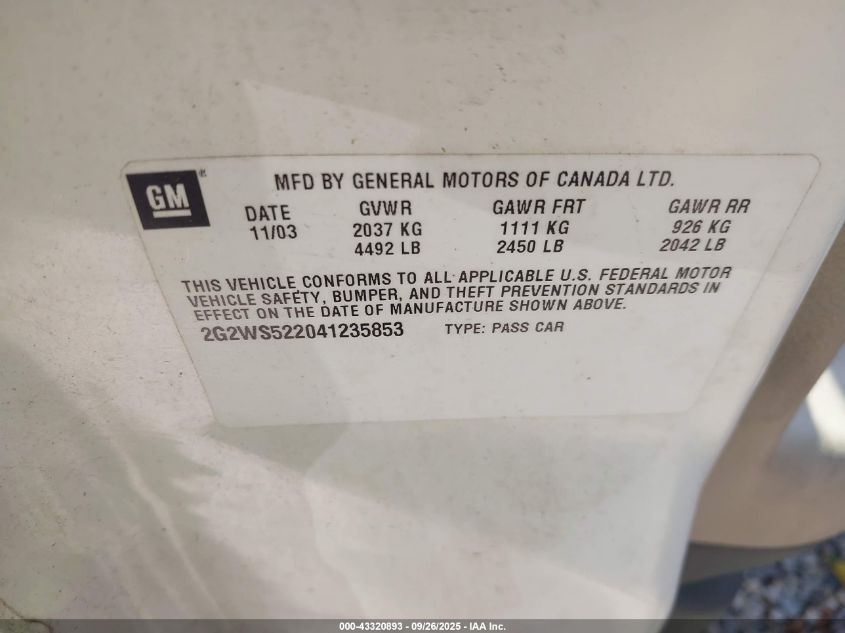 GM
MFD BY GENERAL MOTORS OF CANADA LTD.
DATE GVWR GAWR FRT GAWR RR
11/03 2037 KG 1111 KG 926 KG
4492 LB 2450 LB 2042 LB
THIS VEHICLE CONFORMS TO ALL APPLICABLE U.S. FEDERAL MOTOR
VEHICLE SAFETY, BUMPER, AND THEFT PREVENTION STANDARDS IN
EFFECT ON THE DATE OF MANUFACTURE SHOWN ABOVE.
2G2WS522041235853 TYPE: PASS CAR
000-43320893 - 09/26/2025 - IAA Inc.